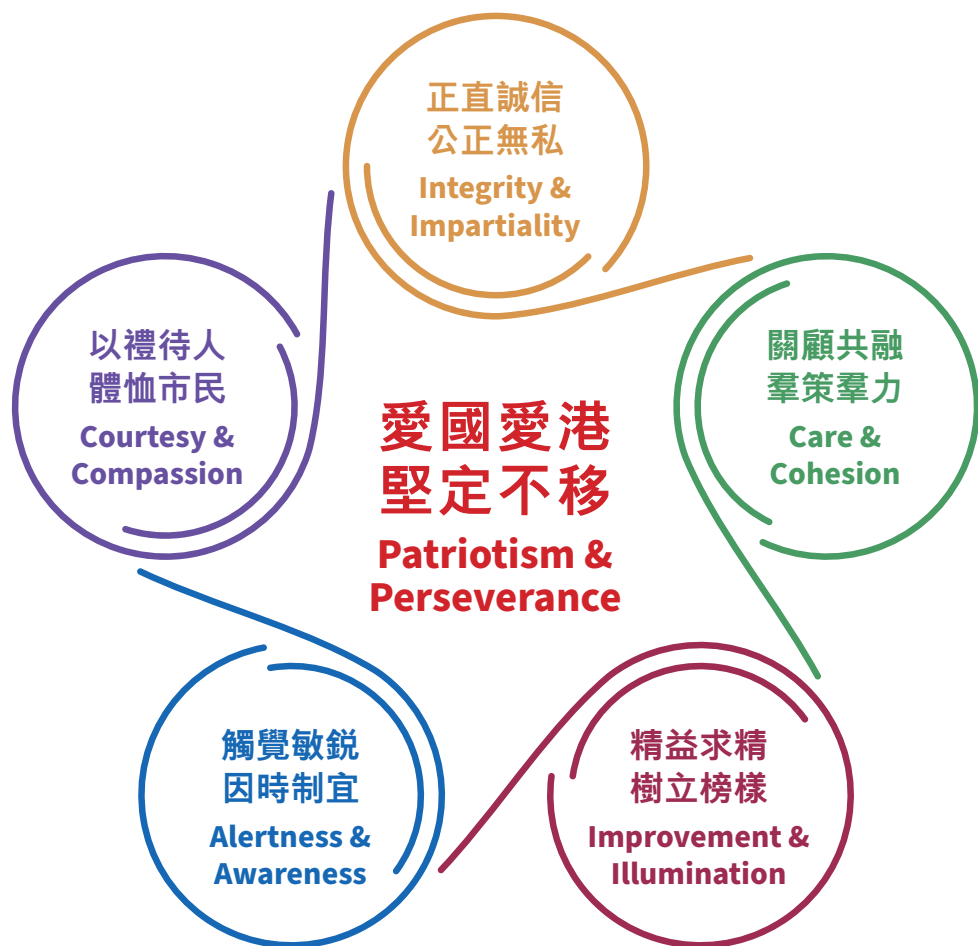 正直誠信
公正無私
Integrity &
Impartiality
以禮待人
體恤市民
Courtesy &
Compassion
關顧共融
羣策羣力
Care &
Cohesion
愛國愛港
堅定不移
Patriotism &
Perseverance
觸覺敏鋭
因時制宜
Alertness &
Awareness
精益求精
樹立榜樣
Improvement &
Illumination